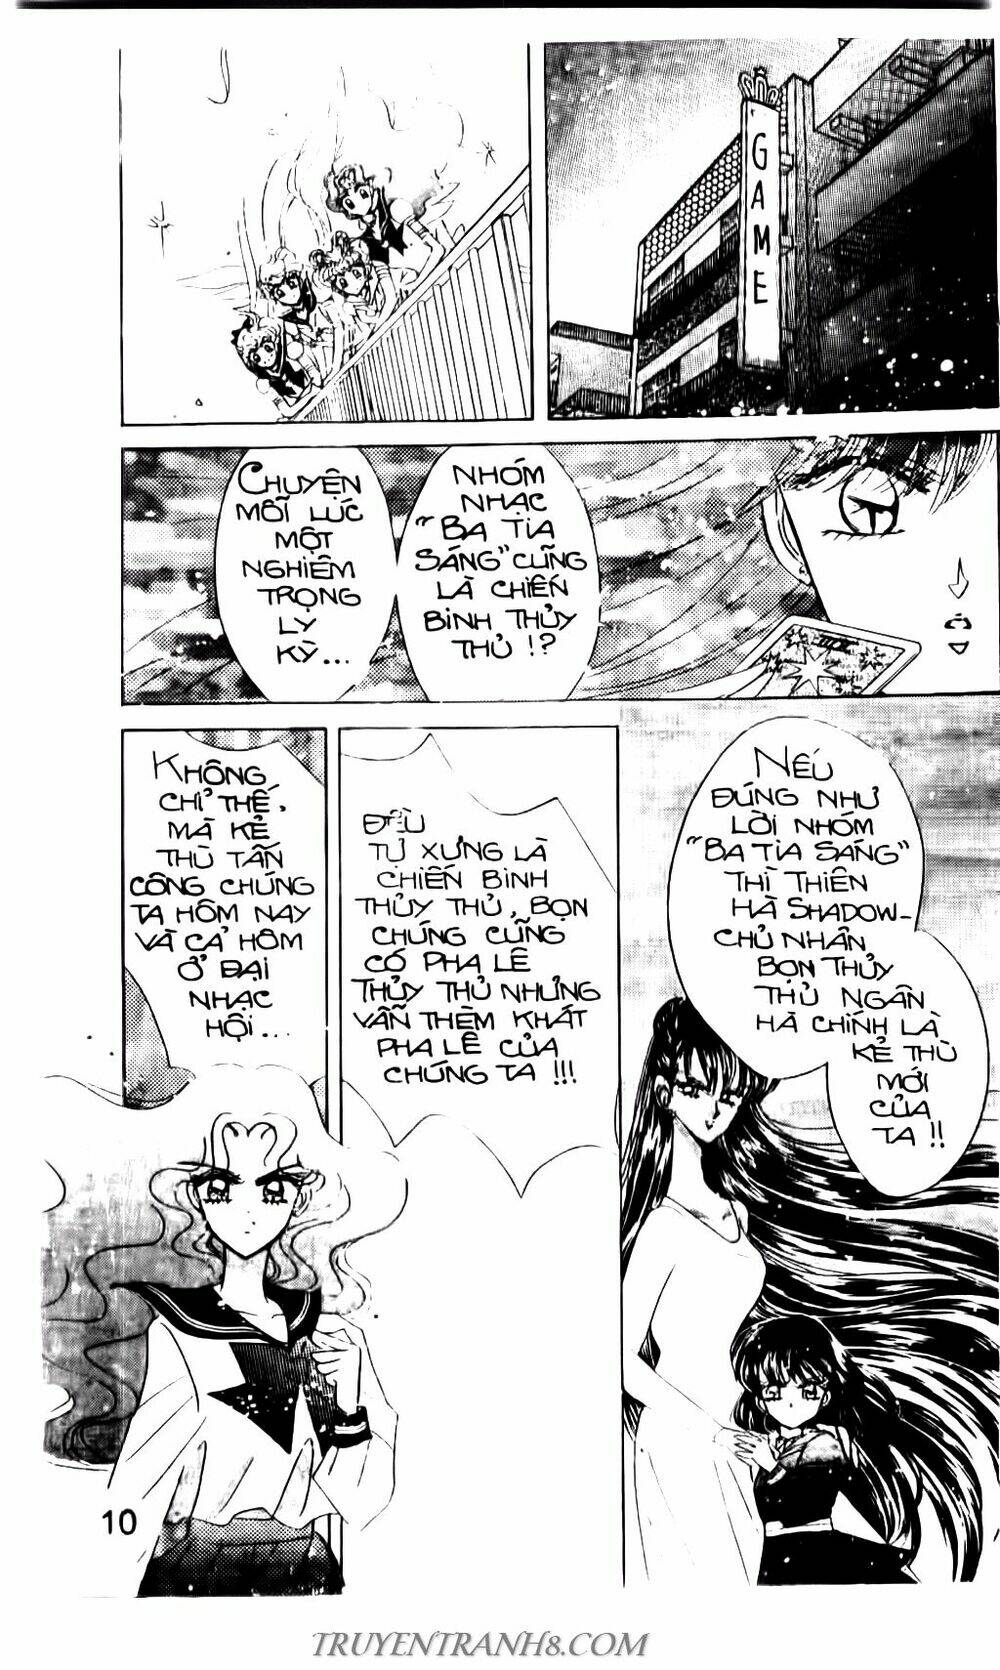 GAME
NHÓM
NHẠC
"BA TIA
SÁNG" CŨNG
LÀ CHIẾN
BINH THỦY
THỦ !?
CHUYỆN
MỖI LÚC
MỘT
NGHIÊM
TRỌNG
LY
KỲ...
NẾU
ĐÚNG NHƯ
LỜI NHÓM
"BA TIA SÁNG"
THÌ THIÊN
HÀ SHADOW-
CHỦ NHÂN
BỌN THỦY
THỦ NGÂN
HÀ CHÍNH LÀ
KẺ THÙ
MỚI
CỦA
TA !!
ĐỀU
TỰ XƯNG LÀ
CHIẾN BINH
THỦY THỦ, BỌN
CHÚNG CŨNG
CÓ PHA LÊ
THỦY THỦ NHƯNG
VẪN THÈM KHÁT
PHA LÊ CỦA
CHÚNG TA !!!
KHÔNG
CHỈ THẾ,
MÀ KẺ
THÙ TẤN
CÔNG CHÚNG
TA HÔM NAY
VÀ CẢ HÔM
Ở ĐẠI
NHẠC
HỘI...
10
TRUYENTRANH8.COM